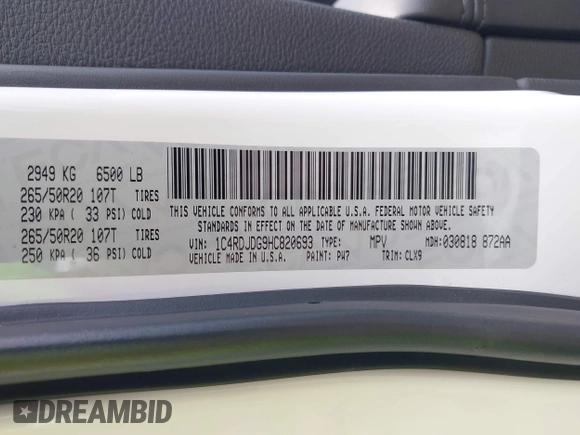 2949 KG 6500 LB
265/50R20 107T TIRES
230 KPA ( 33 PSI) COLD
265/50R20 107T TIRES
250 KPA ( 36 PSI) COLD
THIS VEHICLE CONFORMS TO ALL APPLICABLE U.S.A. FEDERAL MOTOR VEHICLE SAFETY
STANDARDS IN EFFECT ON THE DATE OF MANUFACTURE SHOWN ABOVE.
VIN: 1C4RDJDG9HC820693 TYPE: MPV MDH: 030818 872AA
MADE IN U.S.A. PAINT: PW7 TRIM: CLX9
DREAMBID